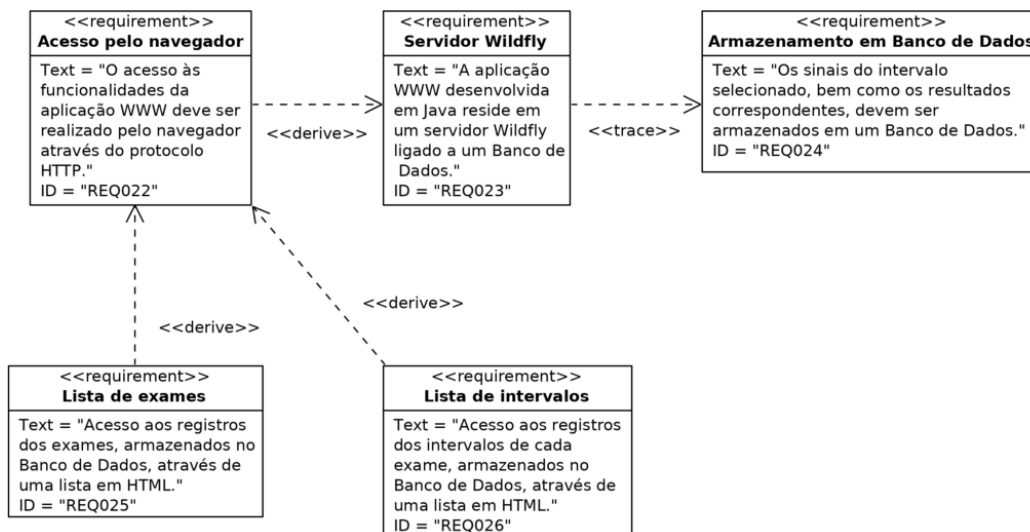 <<requirement>>
Acesso pelo navegador
Text = "O acesso às
funcionalidades da
aplicação WWW deve ser
realizado pelo navegador
através do protocolo
HTTP."
ID = "REQ022"
<<derive>>
<<requirement>>
Servidor Wildfly
Text = "A aplicação
WWW desenvolvida
em Java reside em
um servidor Wildfly
ligado a um Banco de
Dados."
ID = "REQ023"
<<trace>>
<<requirement>>
Armazenamento em Banco de Dados
Text = "Os sinais do intervalo
selecionado, bem como os resultados
correspondentes, devem ser
armazenados em um Banco de Dados."
ID = "REQ024"
<<derive>>
<<derive>>
<<requirement>>
Lista de exames
Text = "Acesso aos registros
dos exames, armazenados no
Banco de Dados, através de
uma lista em HTML."
ID = "REQ025"
<<requirement>>
Lista de intervalos
Text = "Acesso aos registros
dos intervalos de cada
exame, armazenados no
Banco de Dados, através de
uma lista em HTML."
ID = "REQ026"